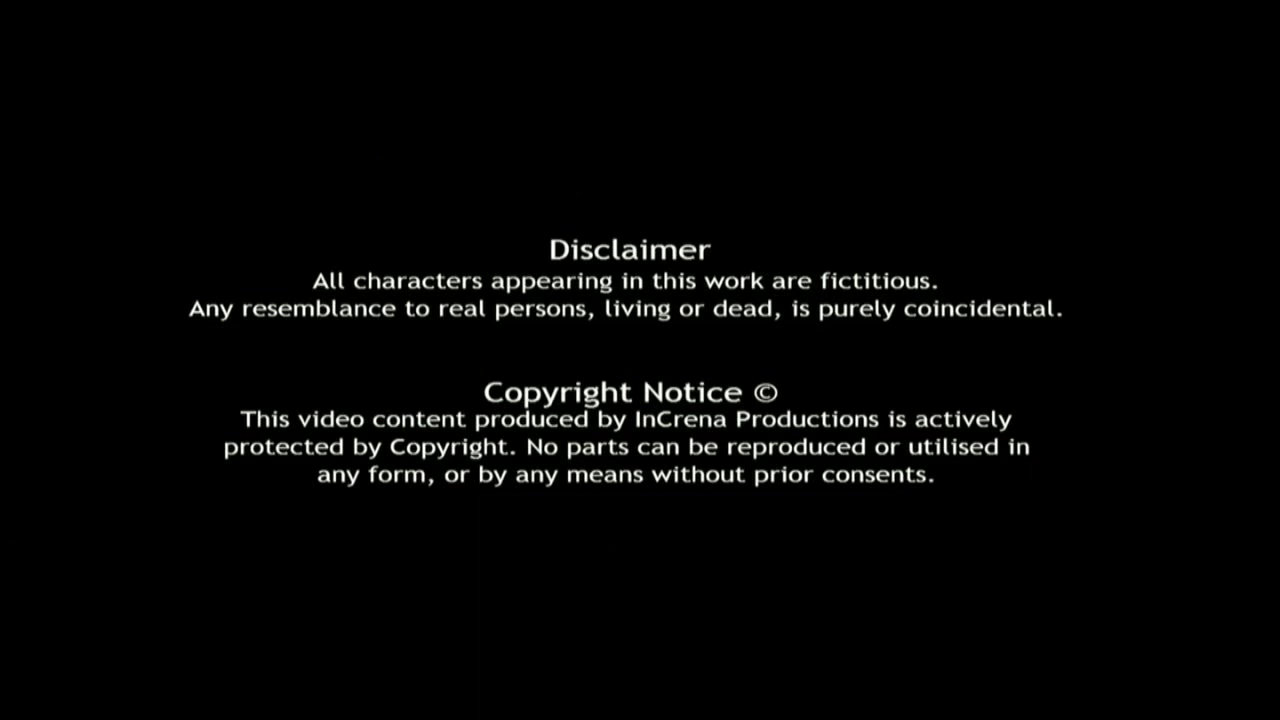 Disclaimer
All characters appearing in this work are fictitious.
Any resemblance to real persons, living or dead, is purely coincidental.
Copyright Notice ©
This video content produced by InCrena Productions is actively
protected by Copyright. No parts can be reproduced or utilised in
any form, or by any means without prior consents.